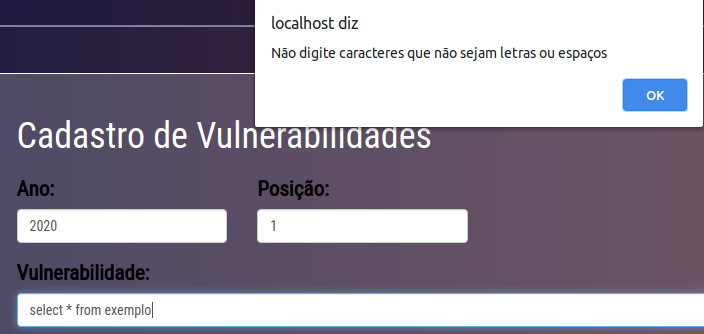 localhost diz
Não digite caracteres que não sejam letras ou espaços
OK
Cadastro de Vulnerabilidades
Ano: Posição:
2020 1
Vulnerabilidade:
select * from exemplo